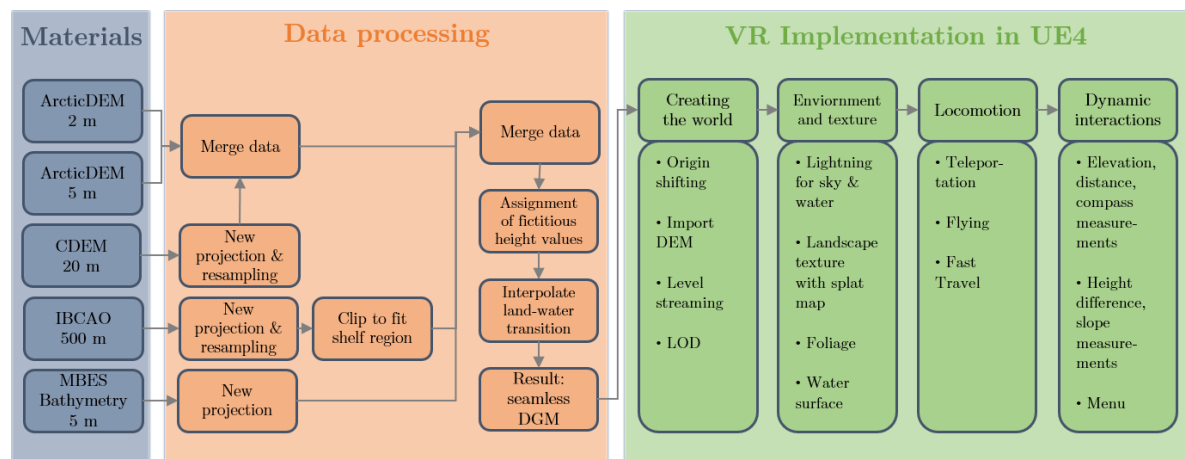 Materials
ArcticDEM
2 m
ArcticDEM
5 m
CDEM
20 m
IBCAO
500 m
MBES
Bathymetry
5 m
Data processing
Merge data
New
projection &
resampling
New
projection &
resampling
Clip to fit
shelf region
New
projection
Merge data
Assignment
of fictitious
height values
Interpolate
land-water
transition
Result:
seamless
DGM
VR Implementation in UE4
Creating
the world
• Origin
shifting
• Import
DEM
• Level
streaming
• LOD
Enviornment
and texture
• Lightning
for sky &
water
• Landscape
texture
with splat
map
• Foliage
• Water
surface
Locomotion
• Telepor-
tation
• Flying
• Fast
Travel
Dynamic
interactions
• Elevation,
distance,
compass
measure-
ments
• Height
difference,
slope
measure-
ments
• Menu